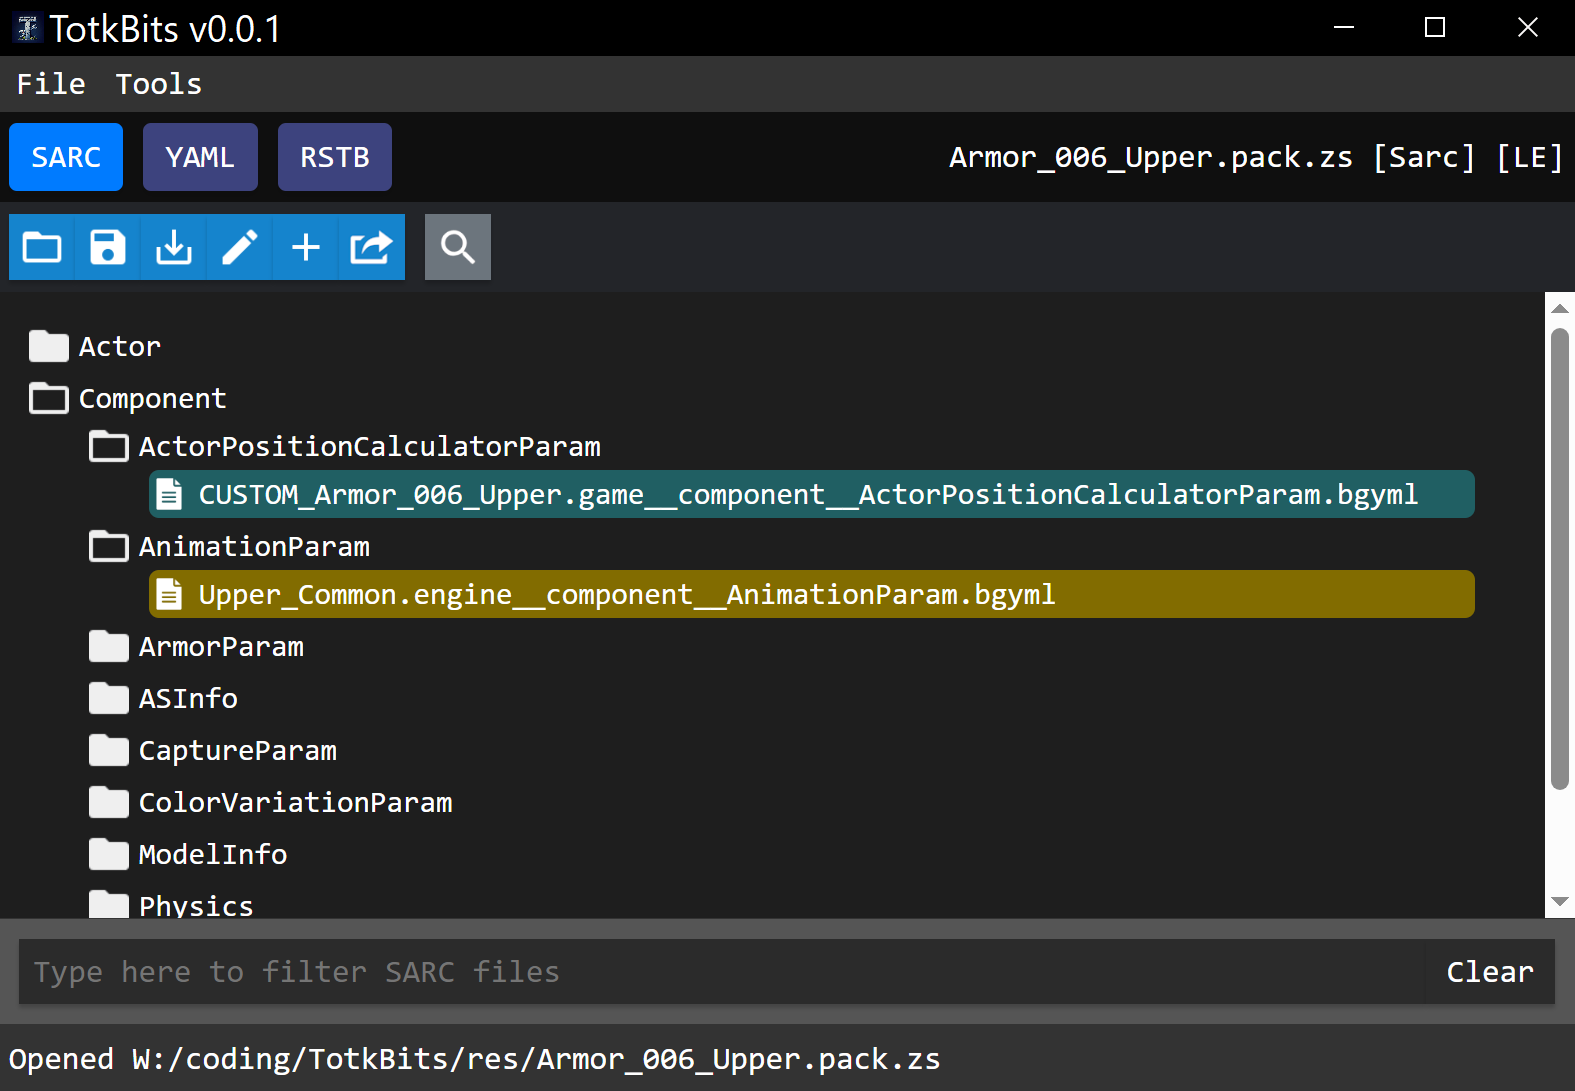 TotkBits v0.0.1
File Tools
SARC YAML RSTB Armor_006_Upper.pack.zs [Sarc] [LE]
Actor
Component
ActorPositionCalculatorParam
CUSTOM_Armor_006_Upper.game__component__ActorPositionCalculatorParam.bgyml
AnimationParam
Upper_Common.engine__component__AnimationParam.bgyml
ArmorParam
ASInfo
CaptureParam
ColorVariationParam
ModelInfo
Physics
Type here to filter SARC files Clear
Opened W:/coding/TotkBits/res/Armor_006_Upper.pack.zs